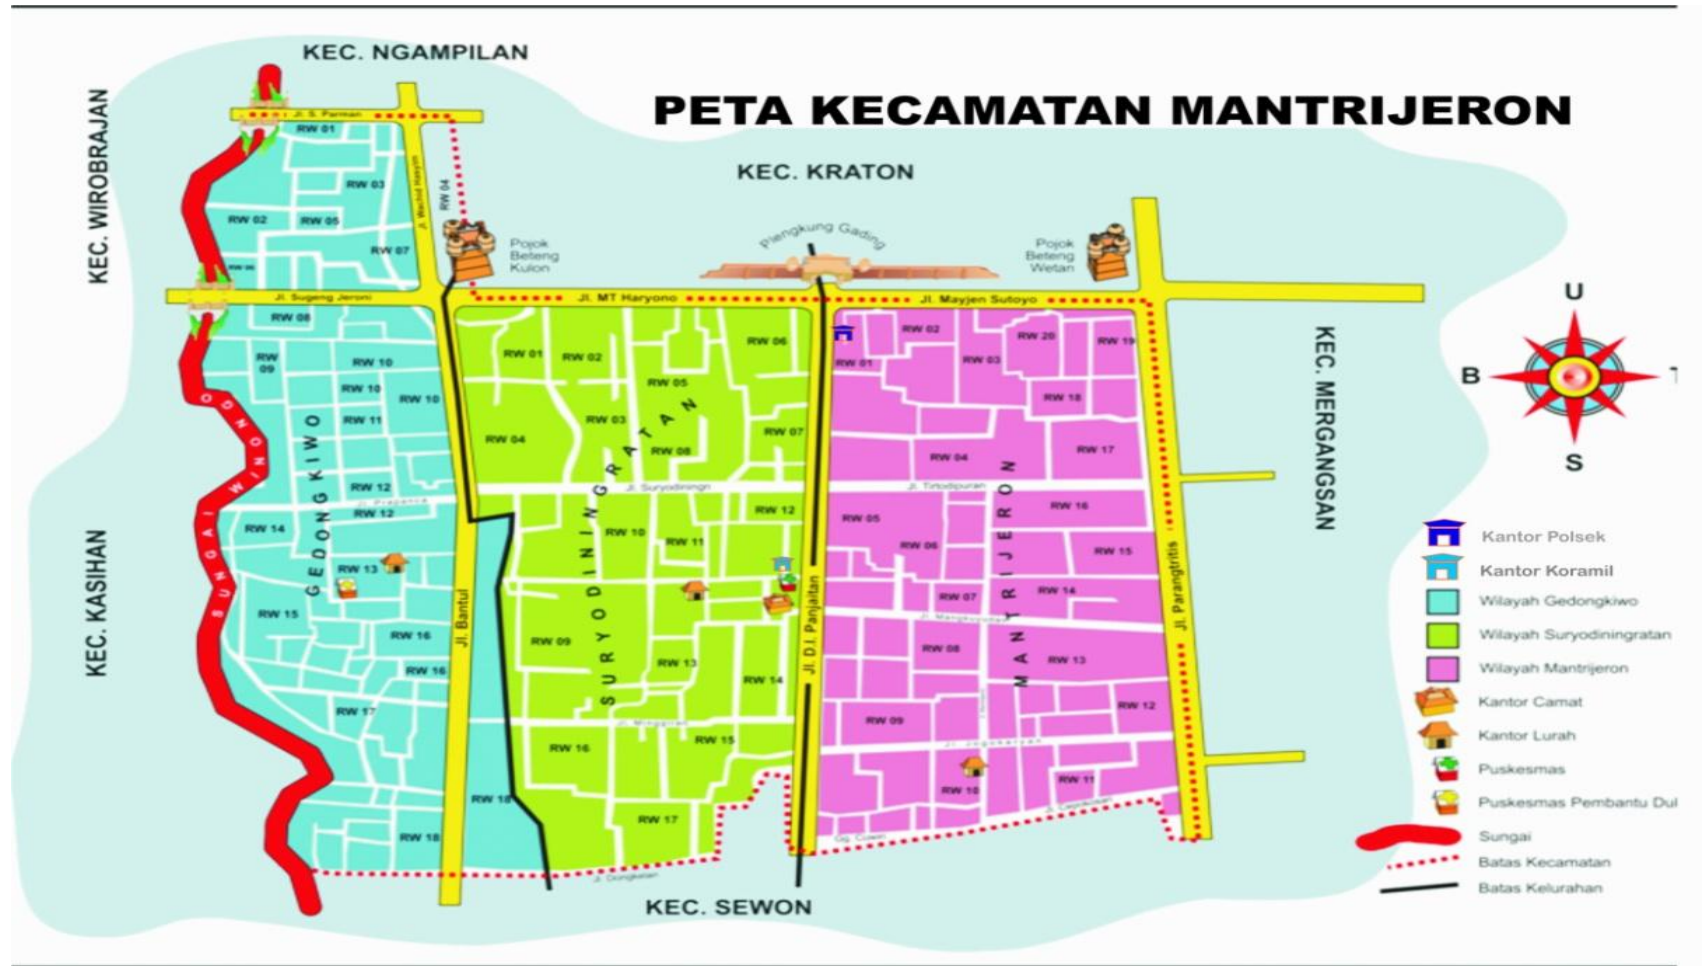 KEC. NGAMPILAN
PETA KECAMATAN MANTRIJERON
KEC. WIROBRAJAN
KEC. KRATON
Jl. S. Parman
RW 01
RW 03
RW 02
RW 05
RW 07
RW 04
Jl. Wachid Hasyim
Pojok
Beteng
Kulon
Plengkung Gading
Pojok
Beteng
Wetan
Jl. Sugeng Jeroni
Jl. MT Haryono
Jl. Mayjen Sutoyo
RW 08
RW
09
RW 10
RW 10
RW 10
RW 11
RW 12
RW 12
RW 14
RW 13
RW 15
RW 16
RW 16
RW 17
RW 18
RW 18
GEDONGKIWO
SUNGAI WINONGO
Jl. Bantul
RW 01
RW 02
RW 06
RW 05
RW 03
RW 04
RW 07
RW 08
Jl. Suryodiningr
RW 12
RW 10
RW 11
RW 09
RW 13
RW 14
RW 16
RW 15
RW 17
SURYODININGRATAN
Jl. D.I. Panjaitan
Jl. Dongkelan
RW 01
RW 02
RW 03
RW 20
RW 19
RW 18
RW 17
RW 04
Jl. Tirtodipuran
RW 05
RW 16
RW 06
RW 15
RW 07
RW 14
RW 08
RW 13
RW 09
RW 12
Jl. Jogokaryan
RW 10
RW 11
MANTRIJERON
Jl. Parangtritis
KEC. MERGANGSAN
KEC. KASIHAN
KEC. SEWON
U
B
S
Kantor Polsek
Kantor Koramil
Wilayah Gedongkiwo
Wilayah Suryodiningratan
Wilayah Mantrijeron
Kantor Camat
Kantor Lurah
Puskesmas
Puskesmas Pembantu Dul
Sungai
Batas Kecamatan
Batas Kelurahan